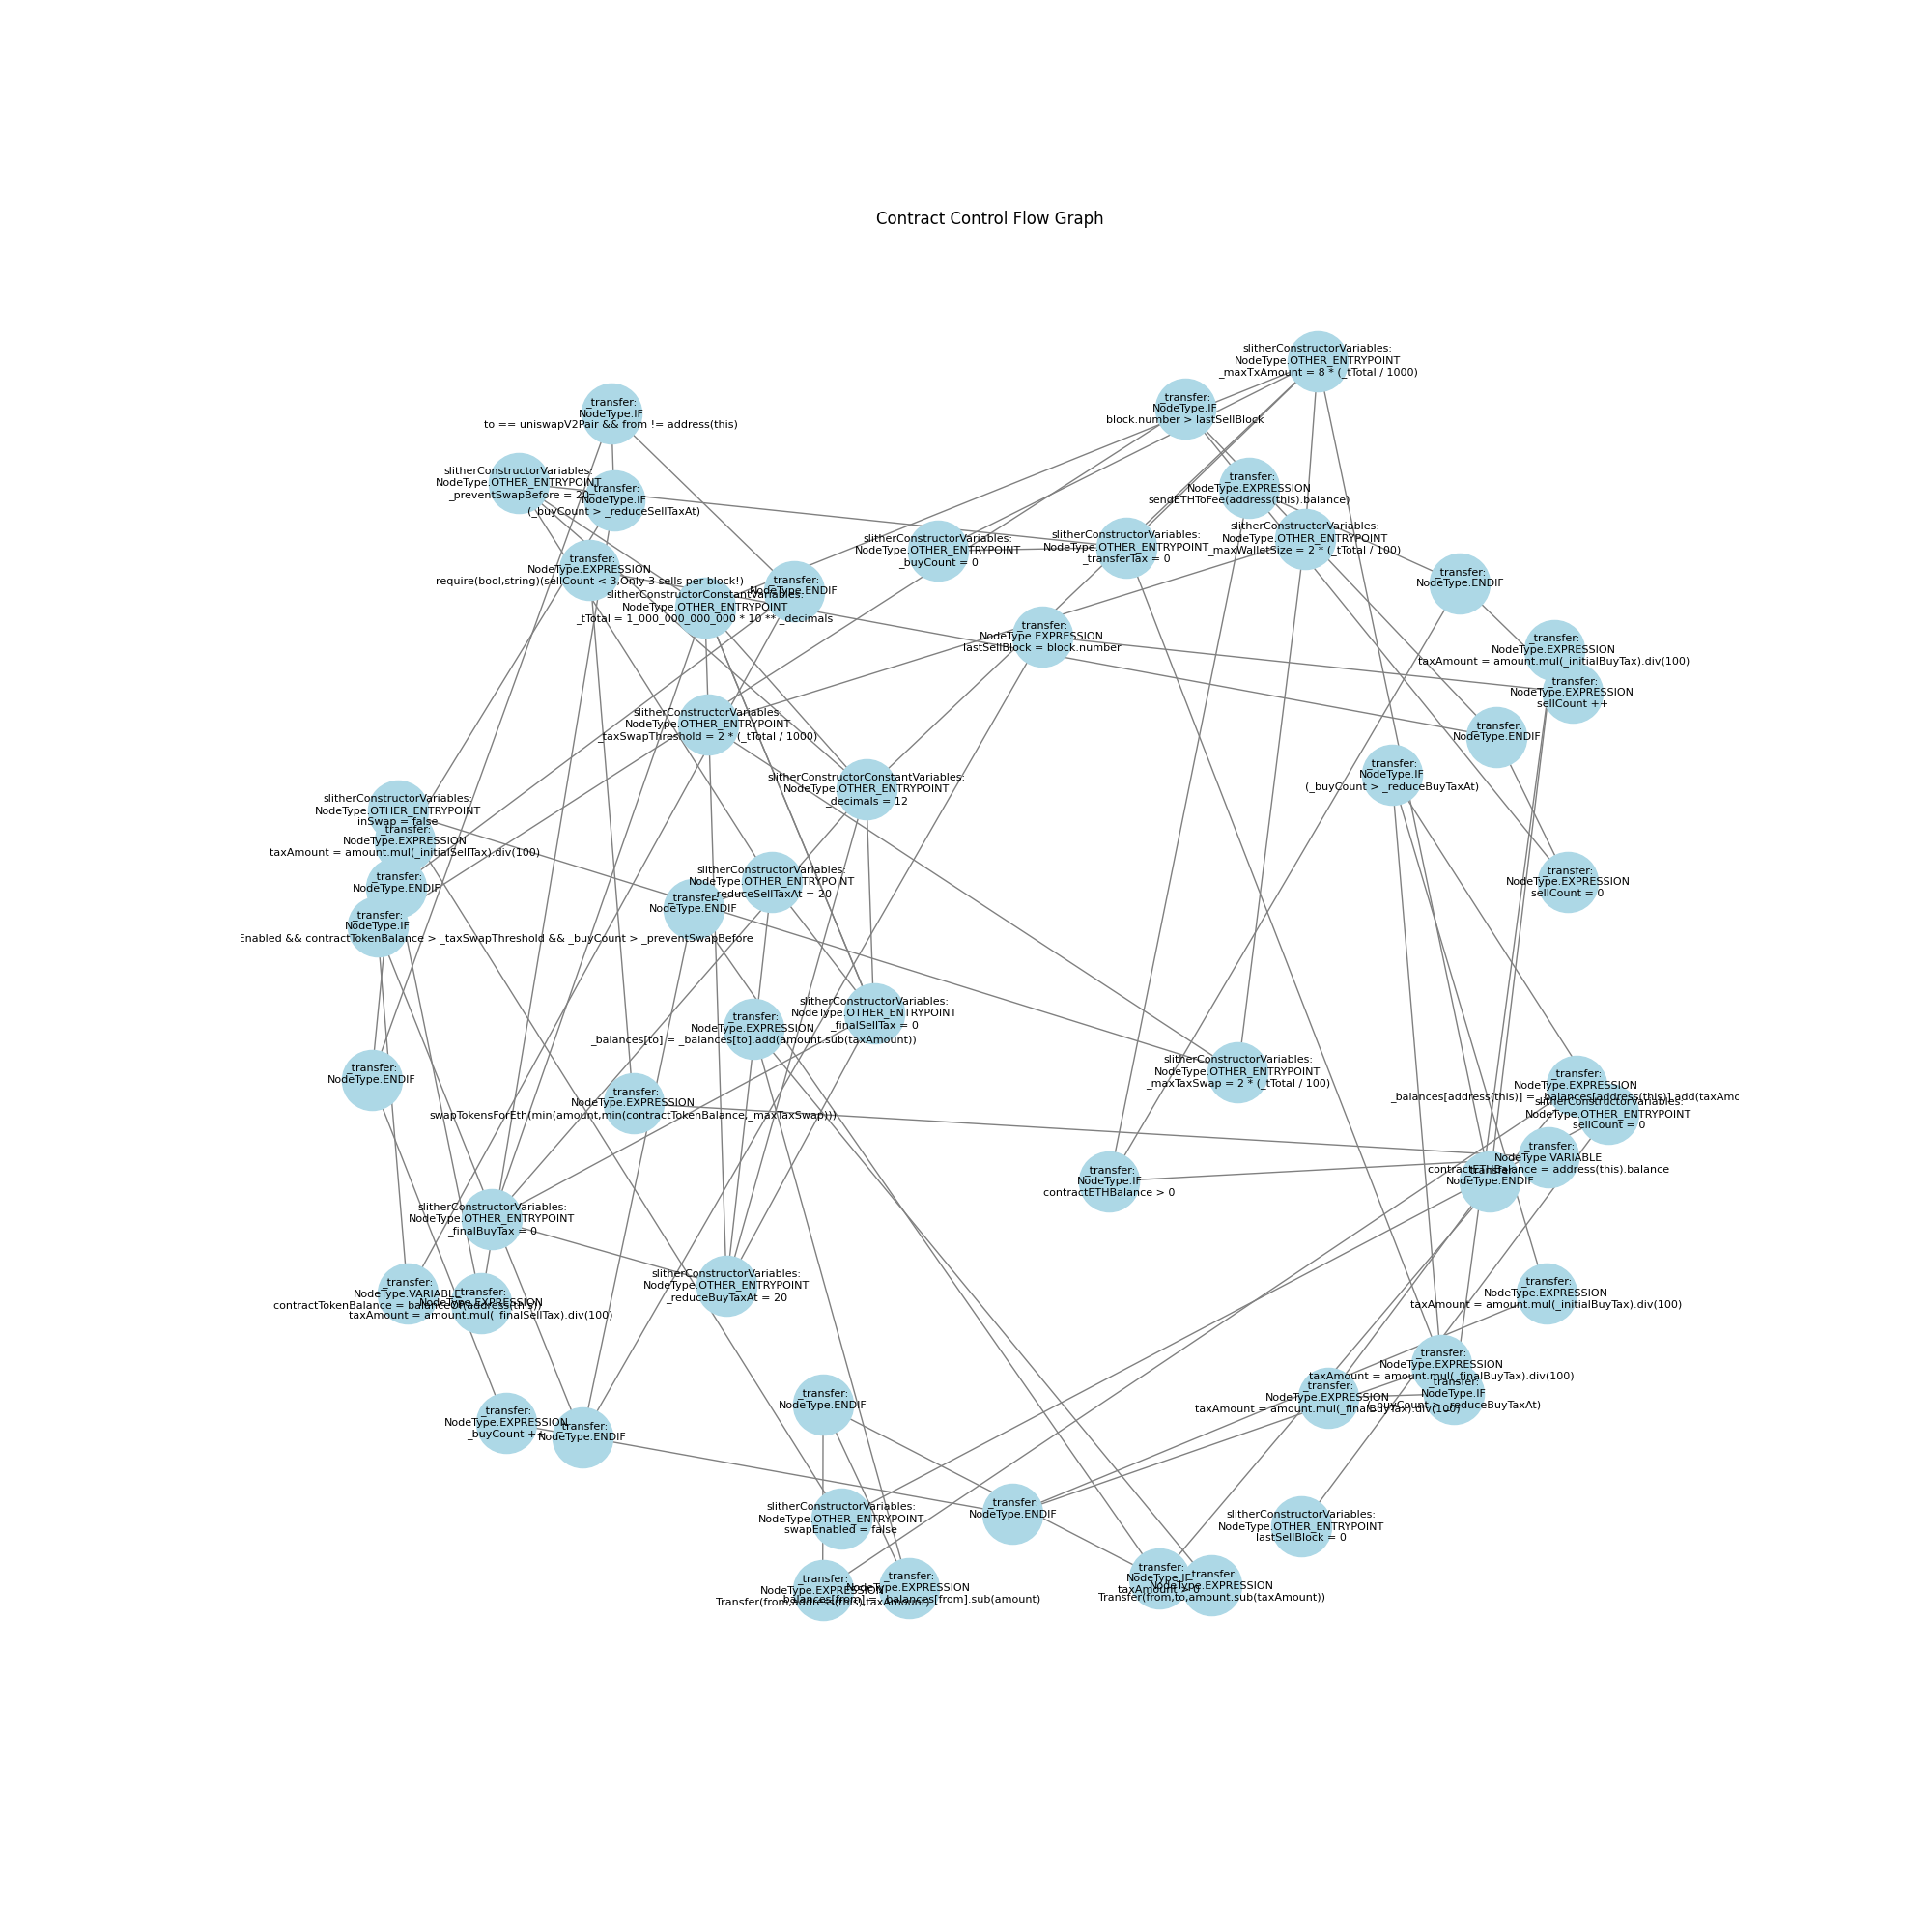 Contract Control Flow Graph
slitherConstructorVariables:
NodeType.OTHER_ENTRYPOINT
_maxTxAmount = 8 * (_tTotal / 1000)
_transfer:
NodeType.IF
block.number > lastSellBlock
_transfer:
NodeType.IF
to == uniswapV2Pair && from != address(this)
slitherConstructorVariables:
NodeType.OTHER_ENTRYPOINT
_preventSwapBefore = 20
_transfer:
NodeType.IF
(_buyCount > _reduceSellTaxAt)
_transfer:
NodeType.EXPRESSION
sendETHToFee(address(this).balance)
slitherConstructorVariables:
NodeType.OTHER_ENTRYPOINT
_maxWalletSize = 2 * (_tTotal / 100)
slitherConstructorVariables:
NodeType.OTHER_ENTRYPOINT
_buyCount = 0
slitherConstructorVariables:
NodeType.OTHER_ENTRYPOINT
_transferTax = 0
_transfer:
NodeType.EXPRESSION
require(bool,string)(sellCount < 3,Only 3 sells per block!)
_transfer:
NodeType.ENDIF
_transfer:
NodeType.ENDIF
slitherConstructorConstantVariables:
NodeType.OTHER_ENTRYPOINT
_tTotal = 1_000_000_000_000 * 10 ** _decimals
_transfer:
NodeType.EXPRESSION
lastSellBlock = block.number
_transfer:
NodeType.EXPRESSION
taxAmount = amount.mul(_initialBuyTax).div(100)
_transfer:
NodeType.EXPRESSION
sellCount ++
slitherConstructorVariables:
NodeType.OTHER_ENTRYPOINT
_taxSwapThreshold = 2 * (_tTotal / 1000)
_transfer:
NodeType.ENDIF
_transfer:
NodeType.IF
(_buyCount > _reduceBuyTaxAt)
slitherConstructorConstantVariables:
NodeType.OTHER_ENTRYPOINT
_decimals = 12
slitherConstructorVariables:
NodeType.OTHER_ENTRYPOINT
inSwap = false
_transfer:
NodeType.EXPRESSION
taxAmount = amount.mul(_initialSellTax).div(100)
_transfer:
NodeType.ENDIF
slitherConstructorVariables:
NodeType.OTHER_ENTRYPOINT
_reduceSellTaxAt = 20
_transfer:
NodeType.ENDIF
_transfer:
NodeType.EXPRESSION
sellCount = 0
_transfer:
NodeType.IF
Enabled && contractTokenBalance > _taxSwapThreshold && _buyCount > _preventSwapBefore
slitherConstructorVariables:
NodeType.OTHER_ENTRYPOINT
_finalSellTax = 0
_transfer:
NodeType.EXPRESSION
_balances[to] = _balances[to].add(amount.sub(taxAmount))
_transfer:
NodeType.ENDIF
slitherConstructorVariables:
NodeType.OTHER_ENTRYPOINT
_maxTaxSwap = 2 * (_tTotal / 100)
_transfer:
NodeType.EXPRESSION
_balances[address(this)] = _balances[address(this)].add(taxAmo
slitherConstructorVariables:
NodeType.OTHER_ENTRYPOINT
sellCount = 0
_transfer:
NodeType.EXPRESSION
swapTokensForEth(min(amount,min(contractTokenBalance,_maxTaxSwap)))
_transfer:
NodeType.VARIABLE
contractETHBalance = address(this).balance
_transfer:
NodeType.IF
contractETHBalance > 0
_transfer:
NodeType.ENDIF
slitherConstructorVariables:
NodeType.OTHER_ENTRYPOINT
_finalBuyTax = 0
slitherConstructorVariables:
NodeType.OTHER_ENTRYPOINT
_reduceBuyTaxAt = 20
_transfer:
NodeType.VARIABLE
contractTokenBalance = balanceOf(address(this))
_transfer:
NodeType.EXPRESSION
taxAmount = amount.mul(_finalSellTax).div(100)
_transfer:
NodeType.EXPRESSION
taxAmount = amount.mul(_initialBuyTax).div(100)
_transfer:
NodeType.EXPRESSION
taxAmount = amount.mul(_finalBuyTax).div(100)
_transfer:
NodeType.EXPRESSION
taxAmount = amount.mul(_finalBuyTax).div(100)
_transfer:
NodeType.IF
(_buyCount > _reduceBuyTaxAt)
_transfer:
NodeType.ENDIF
_transfer:
NodeType.EXPRESSION
_buyCount ++
_transfer:
NodeType.ENDIF
slitherConstructorVariables:
NodeType.OTHER_ENTRYPOINT
swapEnabled = false
_transfer:
NodeType.ENDIF
slitherConstructorVariables:
NodeType.OTHER_ENTRYPOINT
lastSellBlock = 0
_transfer:
NodeType.EXPRESSION
Transfer(from,address(this),taxAmount)
_transfer:
NodeType.EXPRESSION
_balances[from] = _balances[from].sub(amount)
_transfer:
NodeType.IF
taxAmount > 0
_transfer:
NodeType.EXPRESSION
Transfer(from,to,amount.sub(taxAmount))